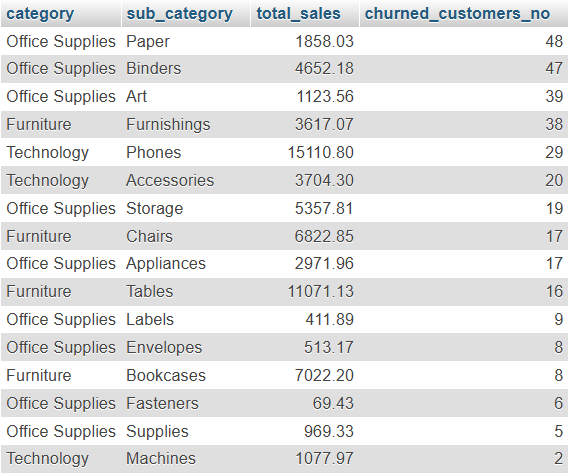 category sub_category total_sales churned_customers_no
Office Supplies Paper 1858.03 48
Office Supplies Binders 4652.18 47
Office Supplies Art 1123.56 39
Furniture Furnishings 3617.07 38
Technology Phones 15110.80 29
Technology Accessories 3704.30 20
Office Supplies Storage 5357.81 19
Furniture Chairs 6822.85 17
Office Supplies Appliances 2971.96 17
Furniture Tables 11071.13 16
Office Supplies Labels 411.89 9
Office Supplies Envelopes 513.17 8
Furniture Bookcases 7022.20 8
Office Supplies Fasteners 69.43 6
Office Supplies Supplies 969.33 5
Technology Machines 1077.97 2